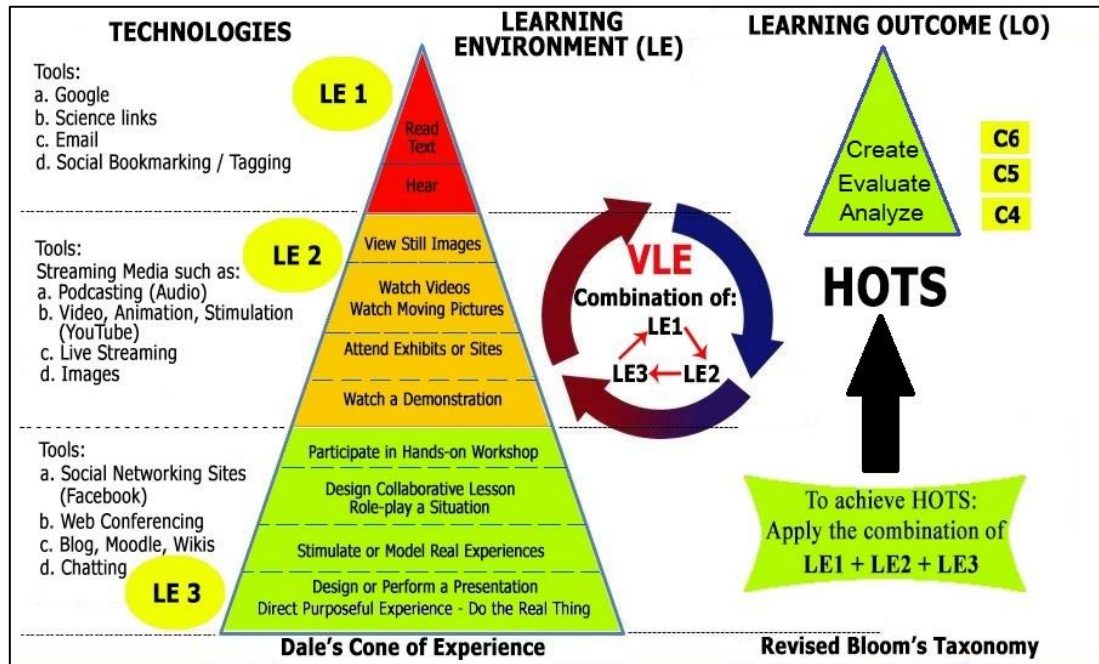 TECHNOLOGIES
Tools:
a. Google
b. Science links
c. Email
d. Social Bookmarking / Tagging
Tools:
Streaming Media such as:
a. Podcasting (Audio)
b. Video, Animation, Stimulation
(YouTube)
c. Live Streaming
d. Images
Tools:
a. Social Networking Sites
(Facebook)
b. Web Conferencing
c. Blog, Moodle, Wikis
d. Chatting
LE 1
LE 2
LE 3
LEARNING
ENVIRONMENT (LE)
Read
Text
Hear
View Still Images
Watch Videos
Watch Moving Pictures
Attend Exhibits or Sites
Watch a Demonstration
Participate in Hands-on Workshop
Design Collaborative Lesson
Role-play a Situation
Stimulate or Model Real Experiences
Design or Perform a Presentation
Direct Purposeful Experience - Do the Real Thing
Dale's Cone of Experience
VLE
Combination of:
LE1
LE3 LE2
LEARNING OUTCOME (LO)
Create
Evaluate
Analyze
C6
C5
C4
HOTS
To achieve HOTS:
Apply the combination of
LE1 + LE2 + LE3
Revised Bloom's Taxonomy